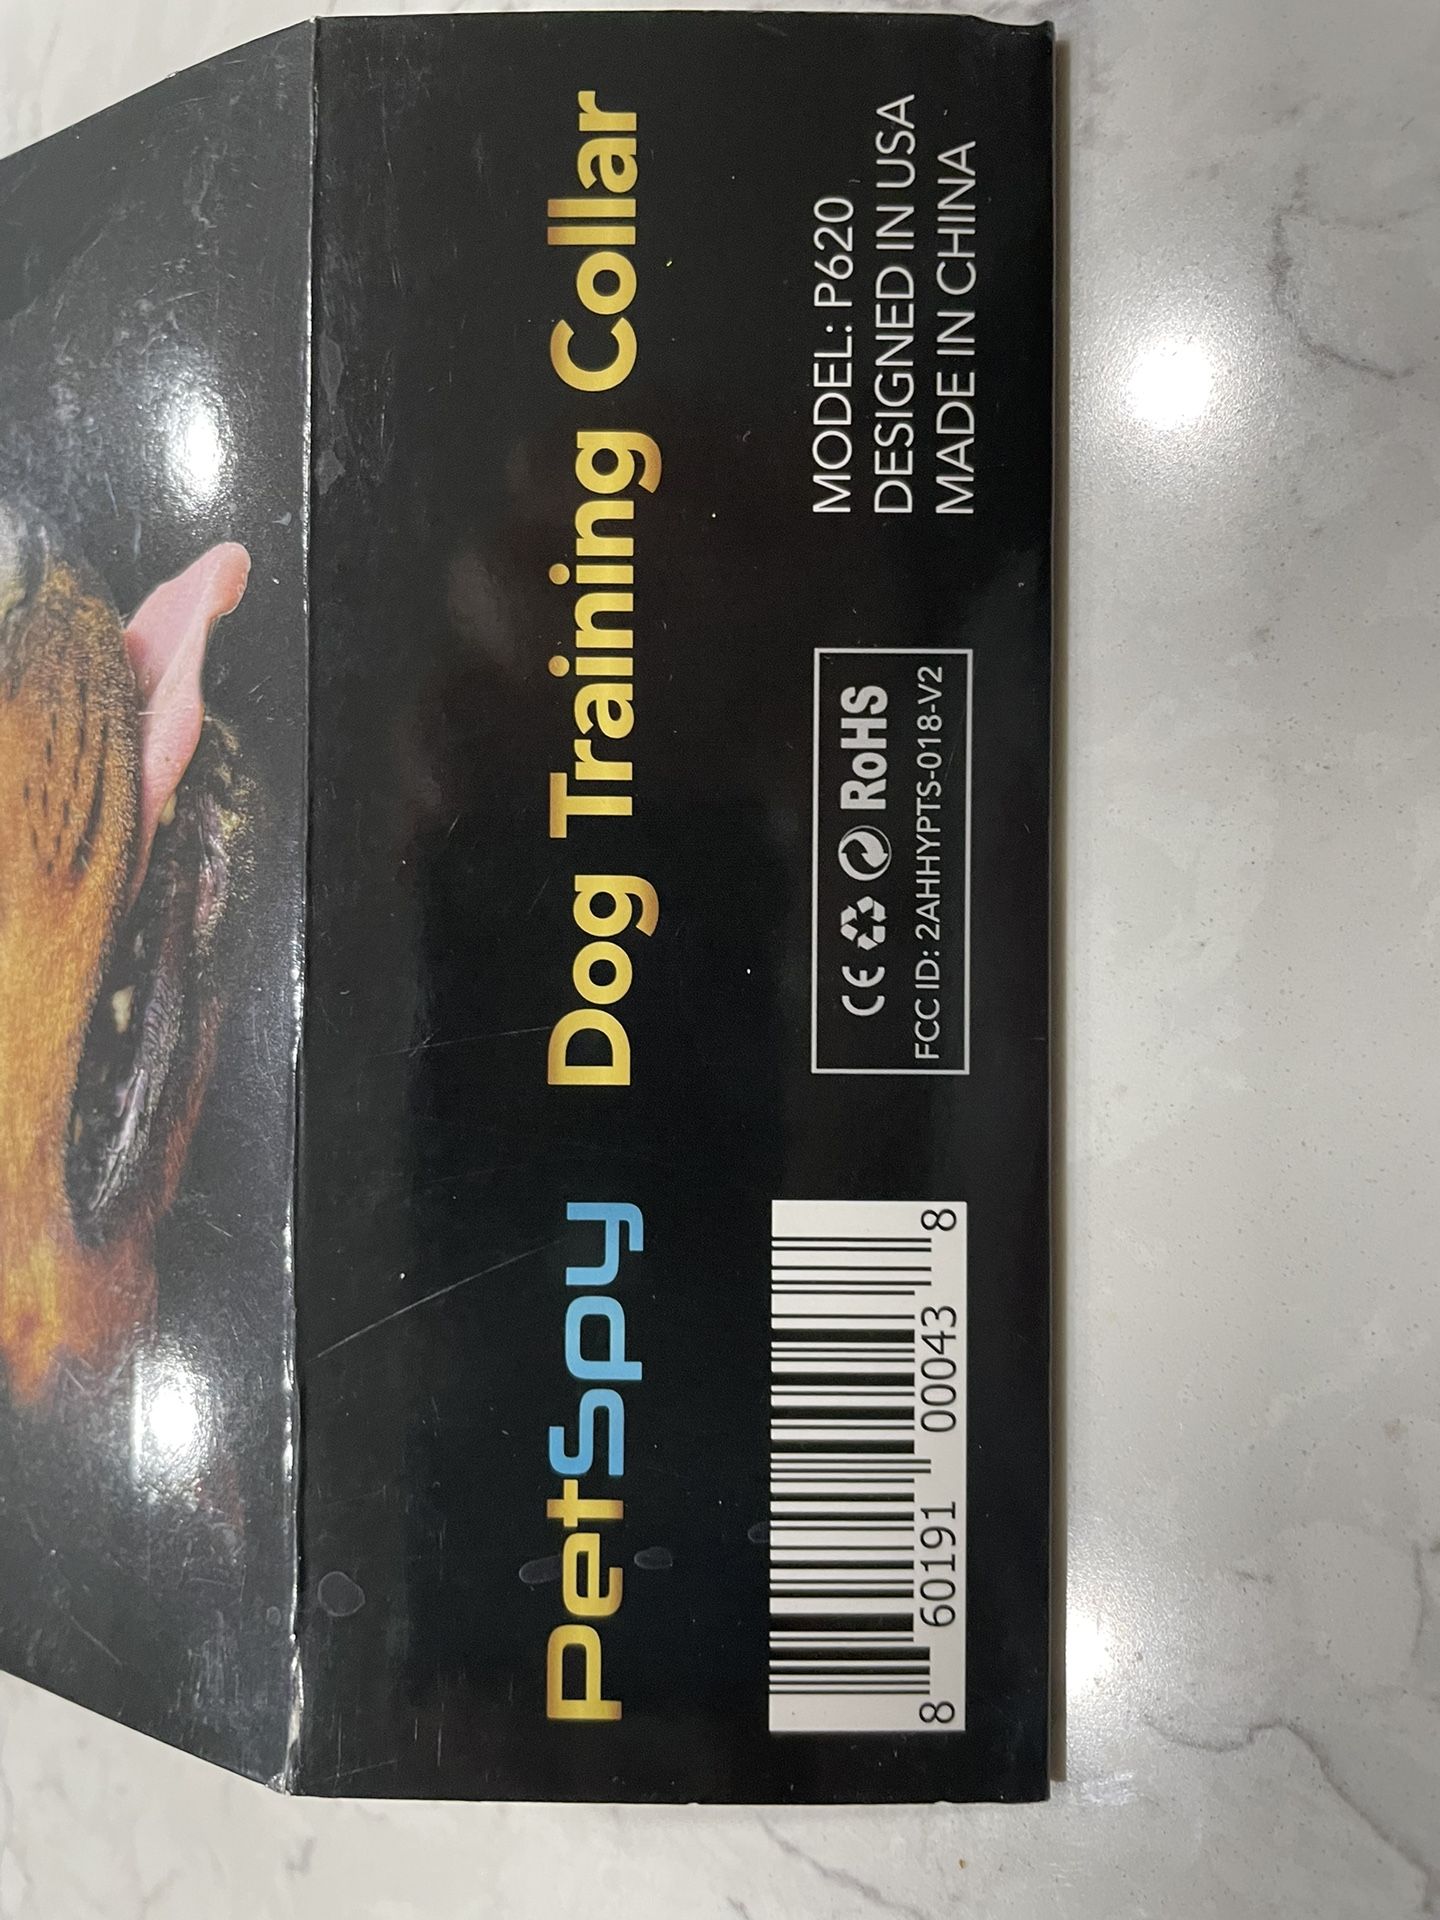 PetSpy Dog Training Collar
8 60191 00043 8
CE RoHS
FCC ID: 2AHHYPTS-018-V2
MODEL: P620
DESIGNED IN USA
MADE IN CHINA